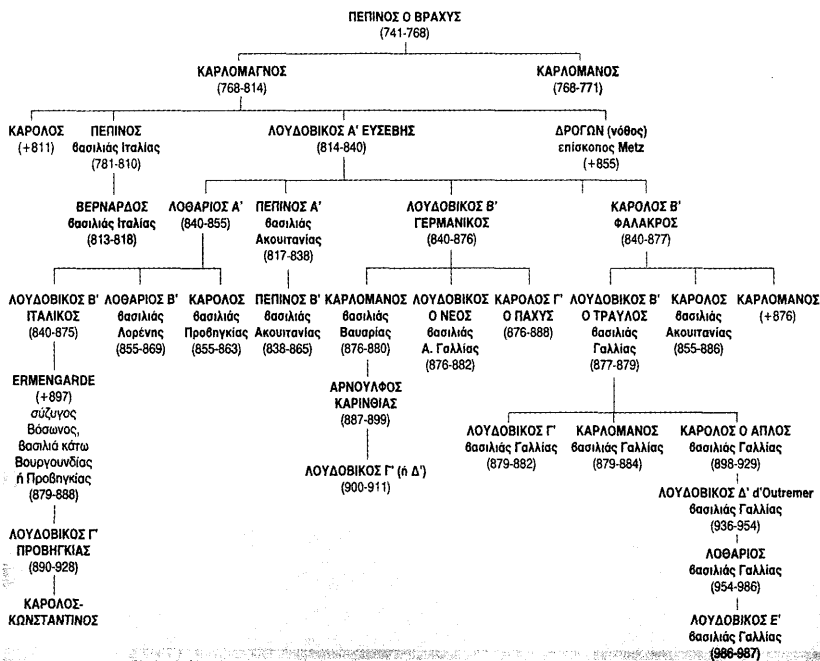 ΠΕΠΙΝΟΣ Ο ΒΡΑΧΥΣ
(741-768)
ΚΑΡΛΟΜΑΓΝΟΣ
(768-814)
ΚΑΡΛΟΜΑΝΟΣ
(768-771)
ΚΑΡΟΛΟΣ
(+811)
ΠΕΠΙΝΟΣ
βασιλιάς Ιταλίας
(781-810)
ΛΟΥΔΟΒΙΚΟΣ Α' ΕΥΣΕΒΗΣ
(814-840)
ΔΡΟΓΩΝ (νόθος)
επίσκοπος Metz
(+855)
ΒΕΡΝΑΡΔΟΣ
βασιλιάς Ιταλίας
(813-818)
ΛΟΘΑΡΙΟΣ Α'
(840-855)
ΠΕΠΙΝΟΣ Α'
βασιλιάς
Ακουιτανίας
(817-838)
ΛΟΥΔΟΒΙΚΟΣ Β'
ΓΕΡΜΑΝΙΚΟΣ
(840-876)
ΚΑΡΟΛΟΣ Β'
ΦΑΛΑΚΡΟΣ
(840-877)
ΛΟΥΔΟΒΙΚΟΣ Β'
ΙΤΑΛΙΚΟΣ
(840-875)
ΛΟΘΑΡΙΟΣ Β'
βασιλιάς
Λορένης
(855-869)
ΚΑΡΟΛΟΣ
βασιλιάς
Προβηγκίας
(855-863)
ΠΕΠΙΝΟΣ Β'
βασιλιάς
Ακουιτανίας
(838-865)
ΚΑΡΛΟΜΑΝΟΣ
βασιλιάς
Βαυαρίας
(876-880)
ΛΟΥΔΟΒΙΚΟΣ
Ο ΝΕΟΣ
βασιλιάς
Α. Γαλλίας
(876-882)
ΚΑΡΟΛΟΣ Γ'
Ο ΠΑΧΥΣ
(876-888)
ΛΟΥΔΟΒΙΚΟΣ Β'
Ο ΤΡΑΥΛΟΣ
βασιλιάς
Γαλλίας
(877-879)
ΚΑΡΟΛΟΣ
βασιλιάς
Ακουιτανίας
(855-886)
ΚΑΡΛΟΜΑΝΟΣ
(+876)
ERMENGARDE
(+897)
σύζυγος
Βόσωνος,
βασιλιά κάτω
Βουργουνδίας
ή Προβηγκίας
(879-888)
ΑΡΝΟΥΛΦΟΣ
ΚΑΡΙΝΘΙΑΣ
(887-899)
ΛΟΥΔΟΒΙΚΟΣ Γ' (ή Δ')
(900-911)
ΛΟΥΔΟΒΙΚΟΣ Γ'
βασιλιάς Γαλλίας
(879-882)
ΚΑΡΛΟΜΑΝΟΣ
βασιλιάς Γαλλίας
(879-884)
ΚΑΡΟΛΟΣ Ο ΑΠΛΟΣ
βασιλιάς Γαλλίας
(898-929)
ΛΟΥΔΟΒΙΚΟΣ Δ' d'Outremer
βασιλιάς Γαλλίας
(936-954)
ΛΟΥΔΟΒΙΚΟΣ Γ'
ΠΡΟΒΗΓΚΙΑΣ
(890-928)
ΛΟΘΑΡΙΟΣ
βασιλιάς Γαλλίας
(954-986)
ΚΑΡΟΛΟΣ-
ΚΩΝΣΤΑΝΤΙΝΟΣ
ΛΟΥΔΟΒΙΚΟΣ Ε'
βασιλιάς Γαλλίας
(986-987)